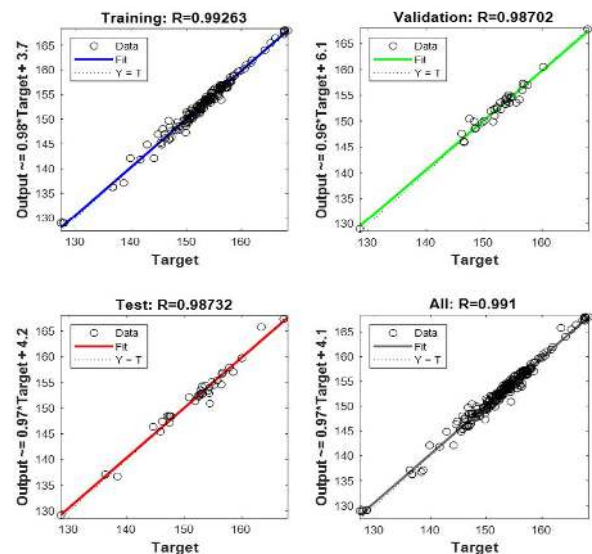 Training: R=0.99263
Output ~= 0.98*Target + 3.7
165
160
155
150
145
140
135
130
Data
Fit
Y = T
130
140
150
160
Target
Validation: R=0.98702
Output ~= 0.96*Target + 6.1
165
160
155
150
145
140
135
130
Data
Fit
Y = T
130
140
150
160
Target
Test: R=0.98732
Output ~= 0.97*Target + 4.2
165
160
155
150
145
140
135
130
Data
Fit
Y = T
130
140
150
160
Target
All: R=0.991
Output ~= 0.97*Target + 4.1
165
160
155
150
145
140
135
130
Data
Fit
Y = T
130
140
150
160
Target